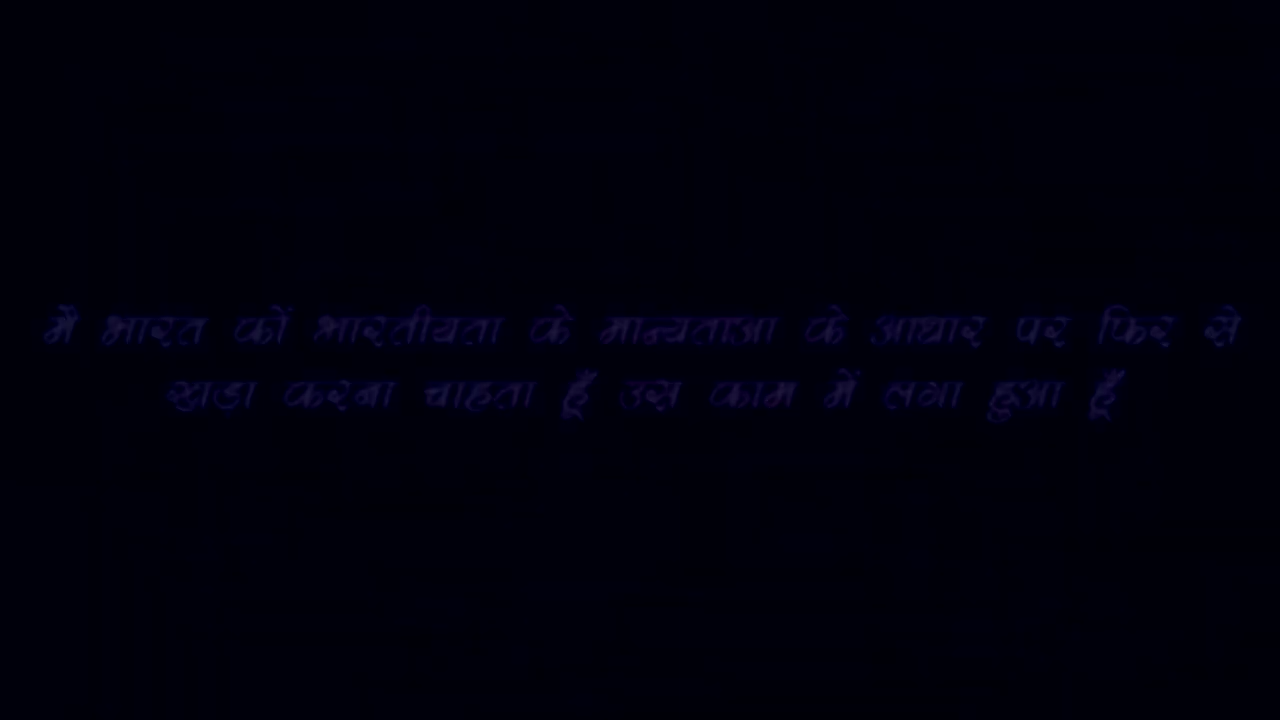 मैं भारत कों भारतीयता के मान्यताआ के आधार पर फिर से
खडा करना चाहता हूँ उस काम में लगा हुआ हूँ